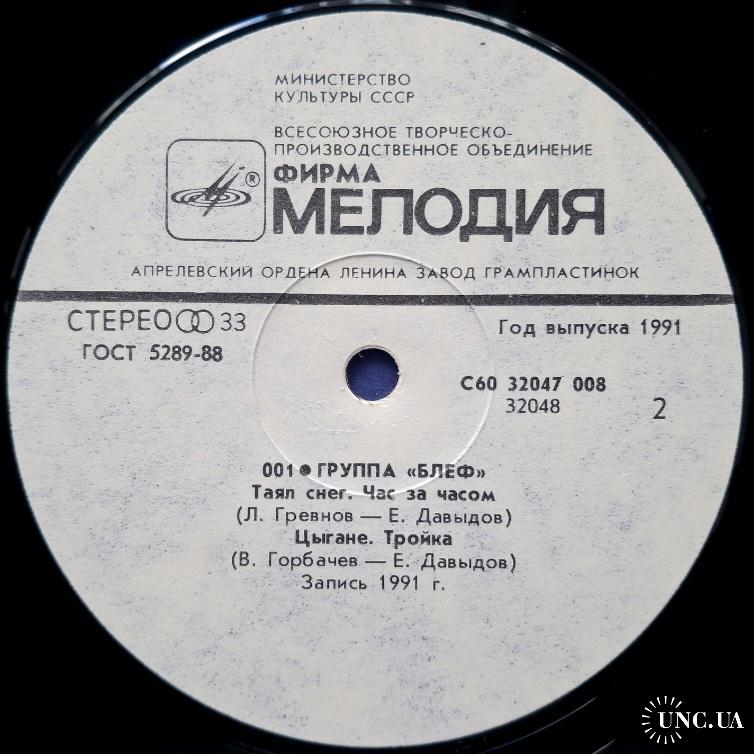 МИНИСТЕРСТВО
КУЛЬТУРЫ СССР
ВСЕСОЮЗНОЕ ТВОРЧЕСКО-
ПРОИЗВОДСТВЕННОЕ ОБЪЕДИНЕНИЕ
ФИРМА
®
МЕЛОДИЯ
АПРЕЛЕВСКИЙ ОРДЕНА ЛЕНИНА ЗАВОД ГРАМПЛАСТИНОК
СТЕРЕО 33
ГОСТ 5289-88
Год выпуска 1991
С60 32047 008
32048
2
001 ● ГРУППА «БЛЕФ»
Таял снег. Час за часом
(Л. Гревнов — Е. Давыдов)
Цыгане. Тройка
(В. Горбачев — Е. Давыдов)
Запись 1991 г.
UNC.UA